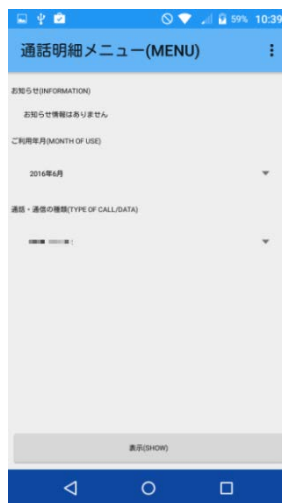 59% 10:39
通話明細メニュー(MENU)
お知らせ(INFORMATION)
お知らせ情報はありません
ご利用年月(MONTH OF USE)
2016年6月
通話・通信の種類(TYPE OF CALL/DATA)
表示(SHOW)